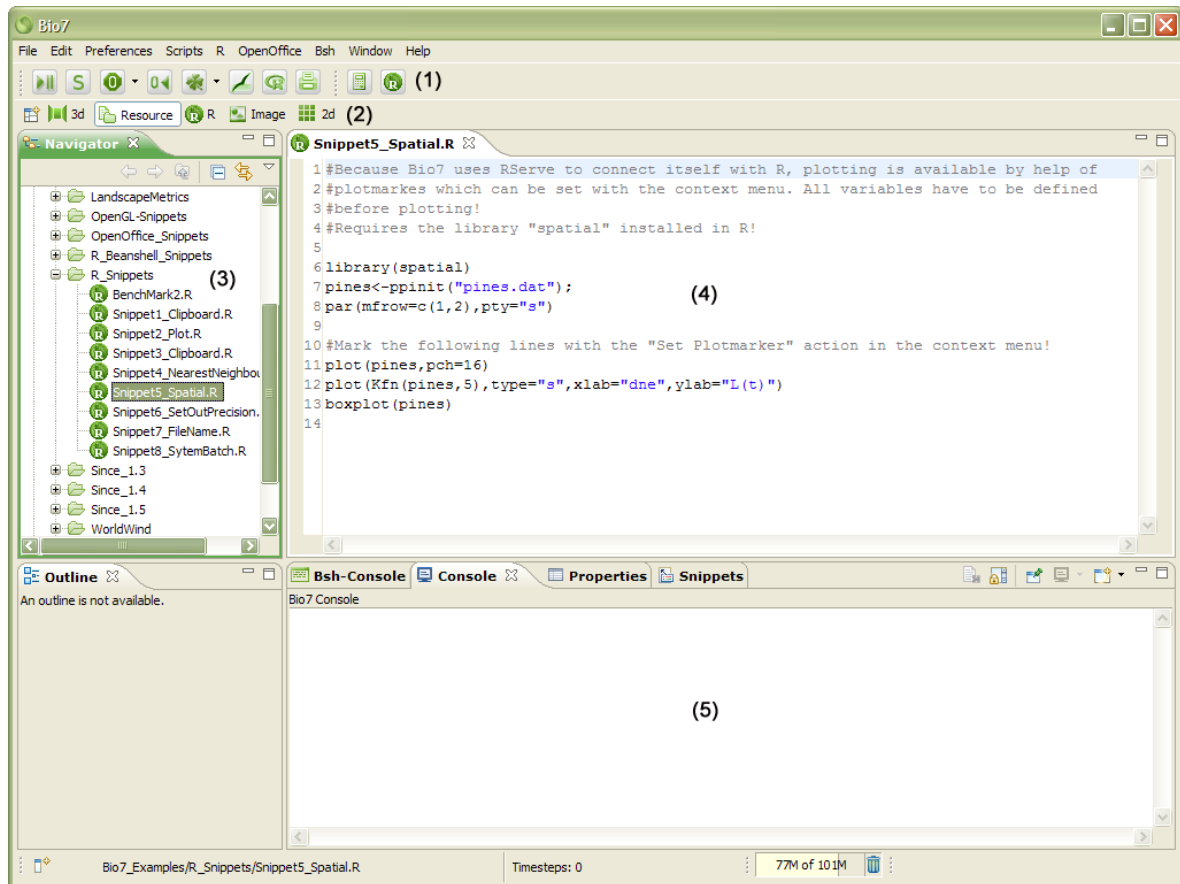 Bio7
File Edit Preferences Scripts R OpenOffice Bsh Window Help
S 0 0 R (1)
3d Resource R R Image 2d (2)
Navigator
LandscapeMetrics
OpenGL-Snippets
OpenOffice_Snippets
R_Beanshell_Snippets
R_Snippets
(3)
BenchMark2.R
Snippet1_Clipboard.R
Snippet2_Plot.R
Snippet3_Clipboard.R
Snippet4_NearestNeighbou
Snippet5_Spatial.R
Snippet6_SetOutPrecision.
Snippet7_FileName.R
Snippet8_SytemBatch.R
Since_1.3
Since_1.4
Since_1.5
WorldWind
Snippet5_Spatial.R
1 #Because Bio7 uses RServe to connect itself with R, plotting is available by help of
2 #plotmarkes which can be set with the context menu. All variables have to be defined
3 #before plotting!
4 #Requires the library "spatial" installed in R!
5
6 library(spatial)
7 pines<-ppinit("pines.dat");
8 par(mfrow=c(1,2),pty="s")
9
10 #Mark the following lines with the "Set Plotmarker" action in the context menu!
11 plot(pines,pch=16)
12 plot(Kfn(pines,5),type="s",xlab="dne",ylab="L(t)")
13 boxplot(pines)
14
(4)
Outline
An outline is not available.
Bsh-Console Console Properties Snippets
Bio7 Console
(5)
Bio7_Examples/R_Snippets/Snippet5_Spatial.R Timesteps: 0 77M of 101M